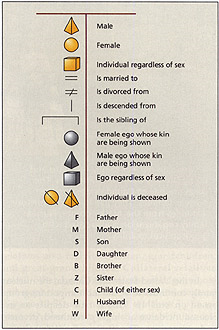 Male
Female
Individual regardless of sex
= Is married to
≠ Is divorced from
| Is descended from
Is the sibling of
Female ego whose kin
are being shown
Male ego whose kin
are being shown
Ego regardless of sex
Individual is deceased
F Father
M Mother
S Son
D Daughter
B Brother
Z Sister
C Child (of either sex)
H Husband
W Wife